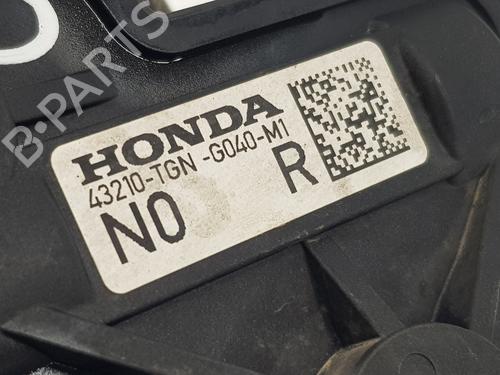 B-PARTS
HONDA
43210-TGN -G040-M1
N0 R